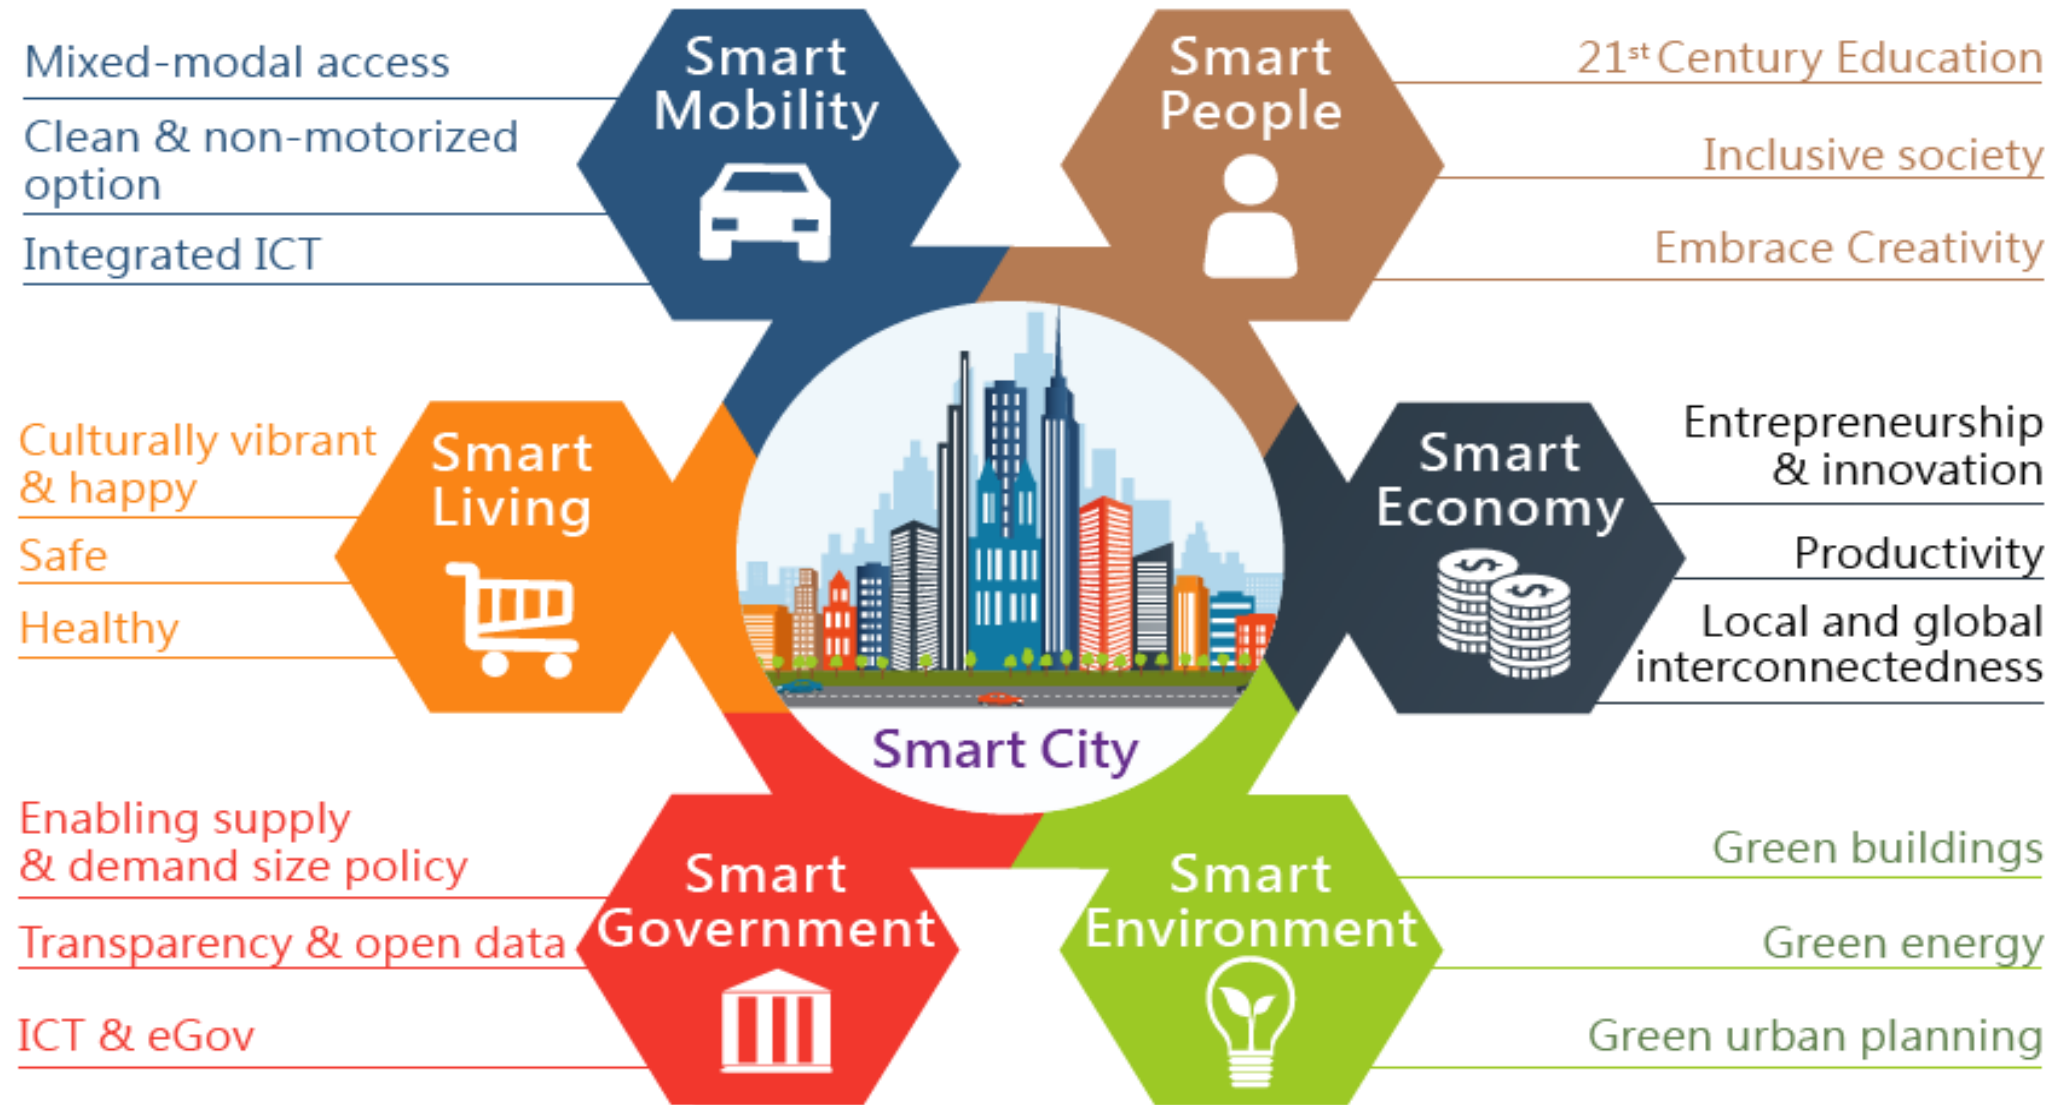 Mixed-modal access
Clean & non-motorized
option
Integrated ICT
Smart
Mobility
Smart
People
21st Century Education
Inclusive society
Embrace Creativity
Culturally vibrant
& happy
Safe
Healthy
Smart
Living
Smart
Economy
Entrepreneurship
& innovation
Productivity
Local and global
interconnectedness
Smart City
Enabling supply
& demand size policy
Transparency & open data
ICT & eGov
Smart
Government
Smart
Environment
Green buildings
Green energy
Green urban planning